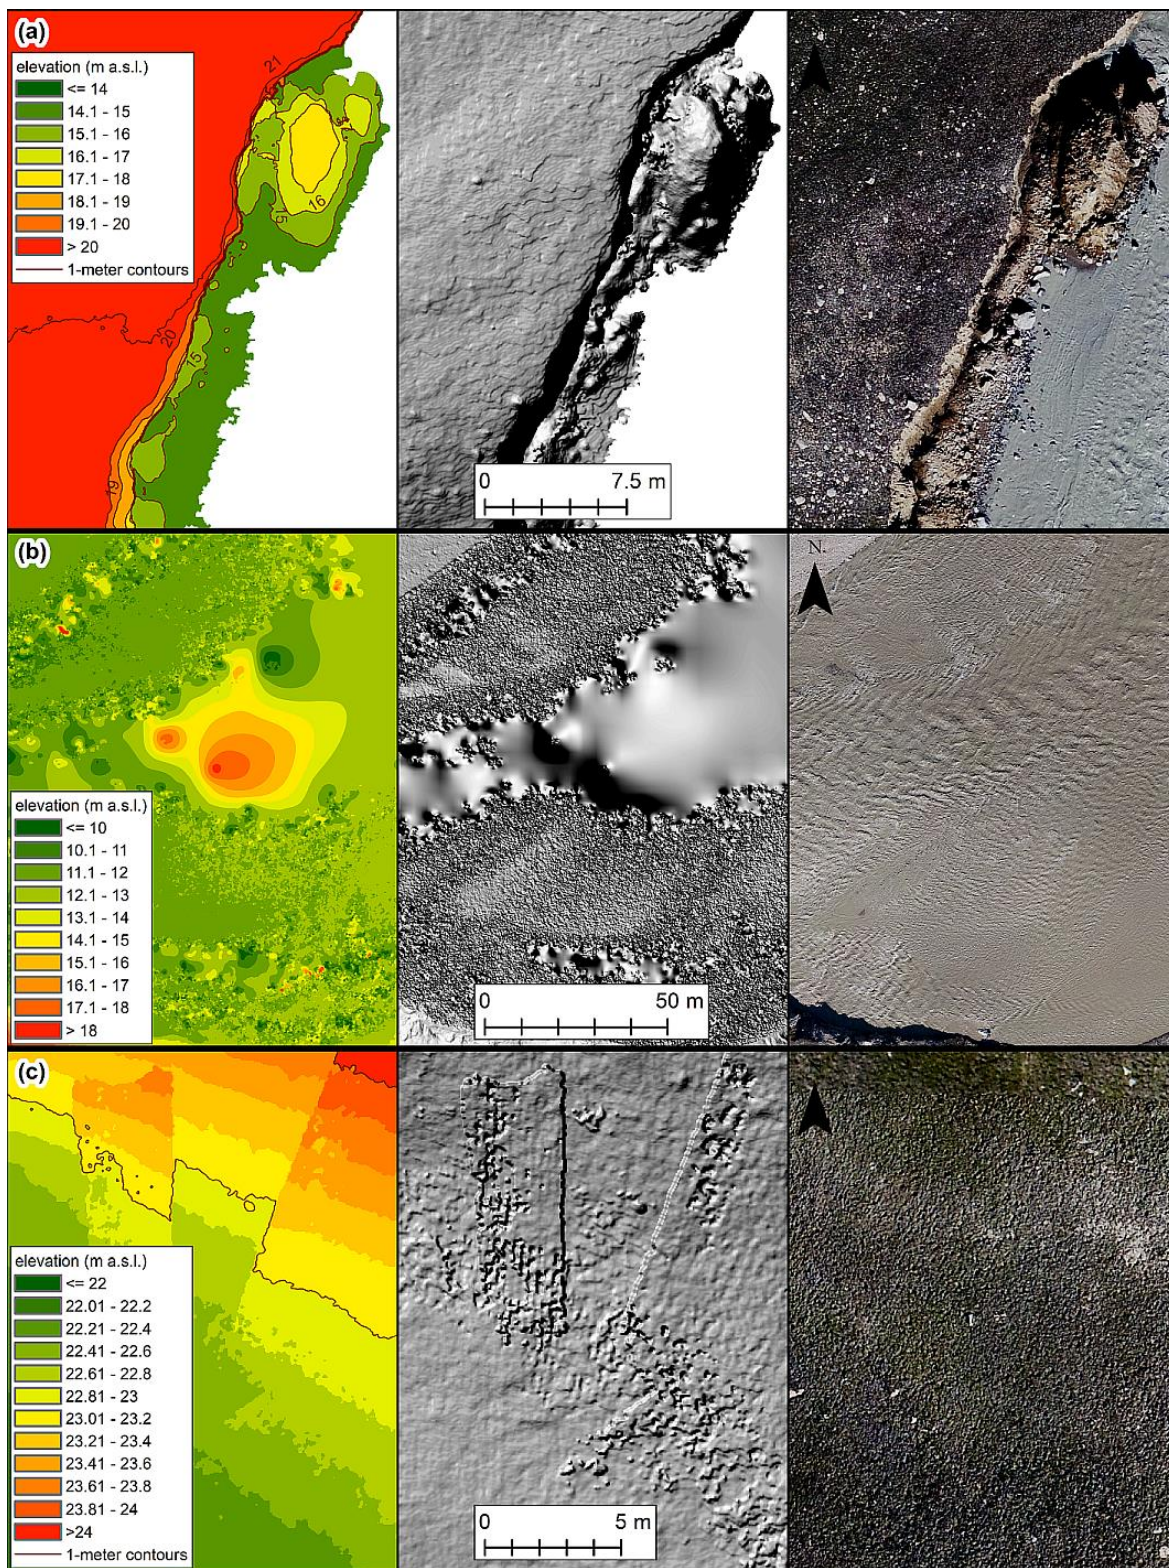 (a)
elevation (m a.s.l.)
<= 14
14.1 - 15
15.1 - 16
16.1 - 17
17.1 - 18
18.1 - 19
19.1 - 20
> 20
1-meter contours
21
16
15
20
15
19
0 7.5 m
(b)
N.
elevation (m a.s.l.)
<= 10
10.1 - 11
11.1 - 12
12.1 - 13
13.1 - 14
14.1 - 15
15.1 - 16
16.1 - 17
17.1 - 18
> 18
0 50 m
(c)
elevation (m a.s.l.)
<= 22
22.01 - 22.2
22.21 - 22.4
22.41 - 22.6
22.61 - 22.8
22.81 - 23
23.01 - 23.2
23.21 - 23.4
23.41 - 23.6
23.61 - 23.8
23.81 - 24
>24
1-meter contours
0 5 m